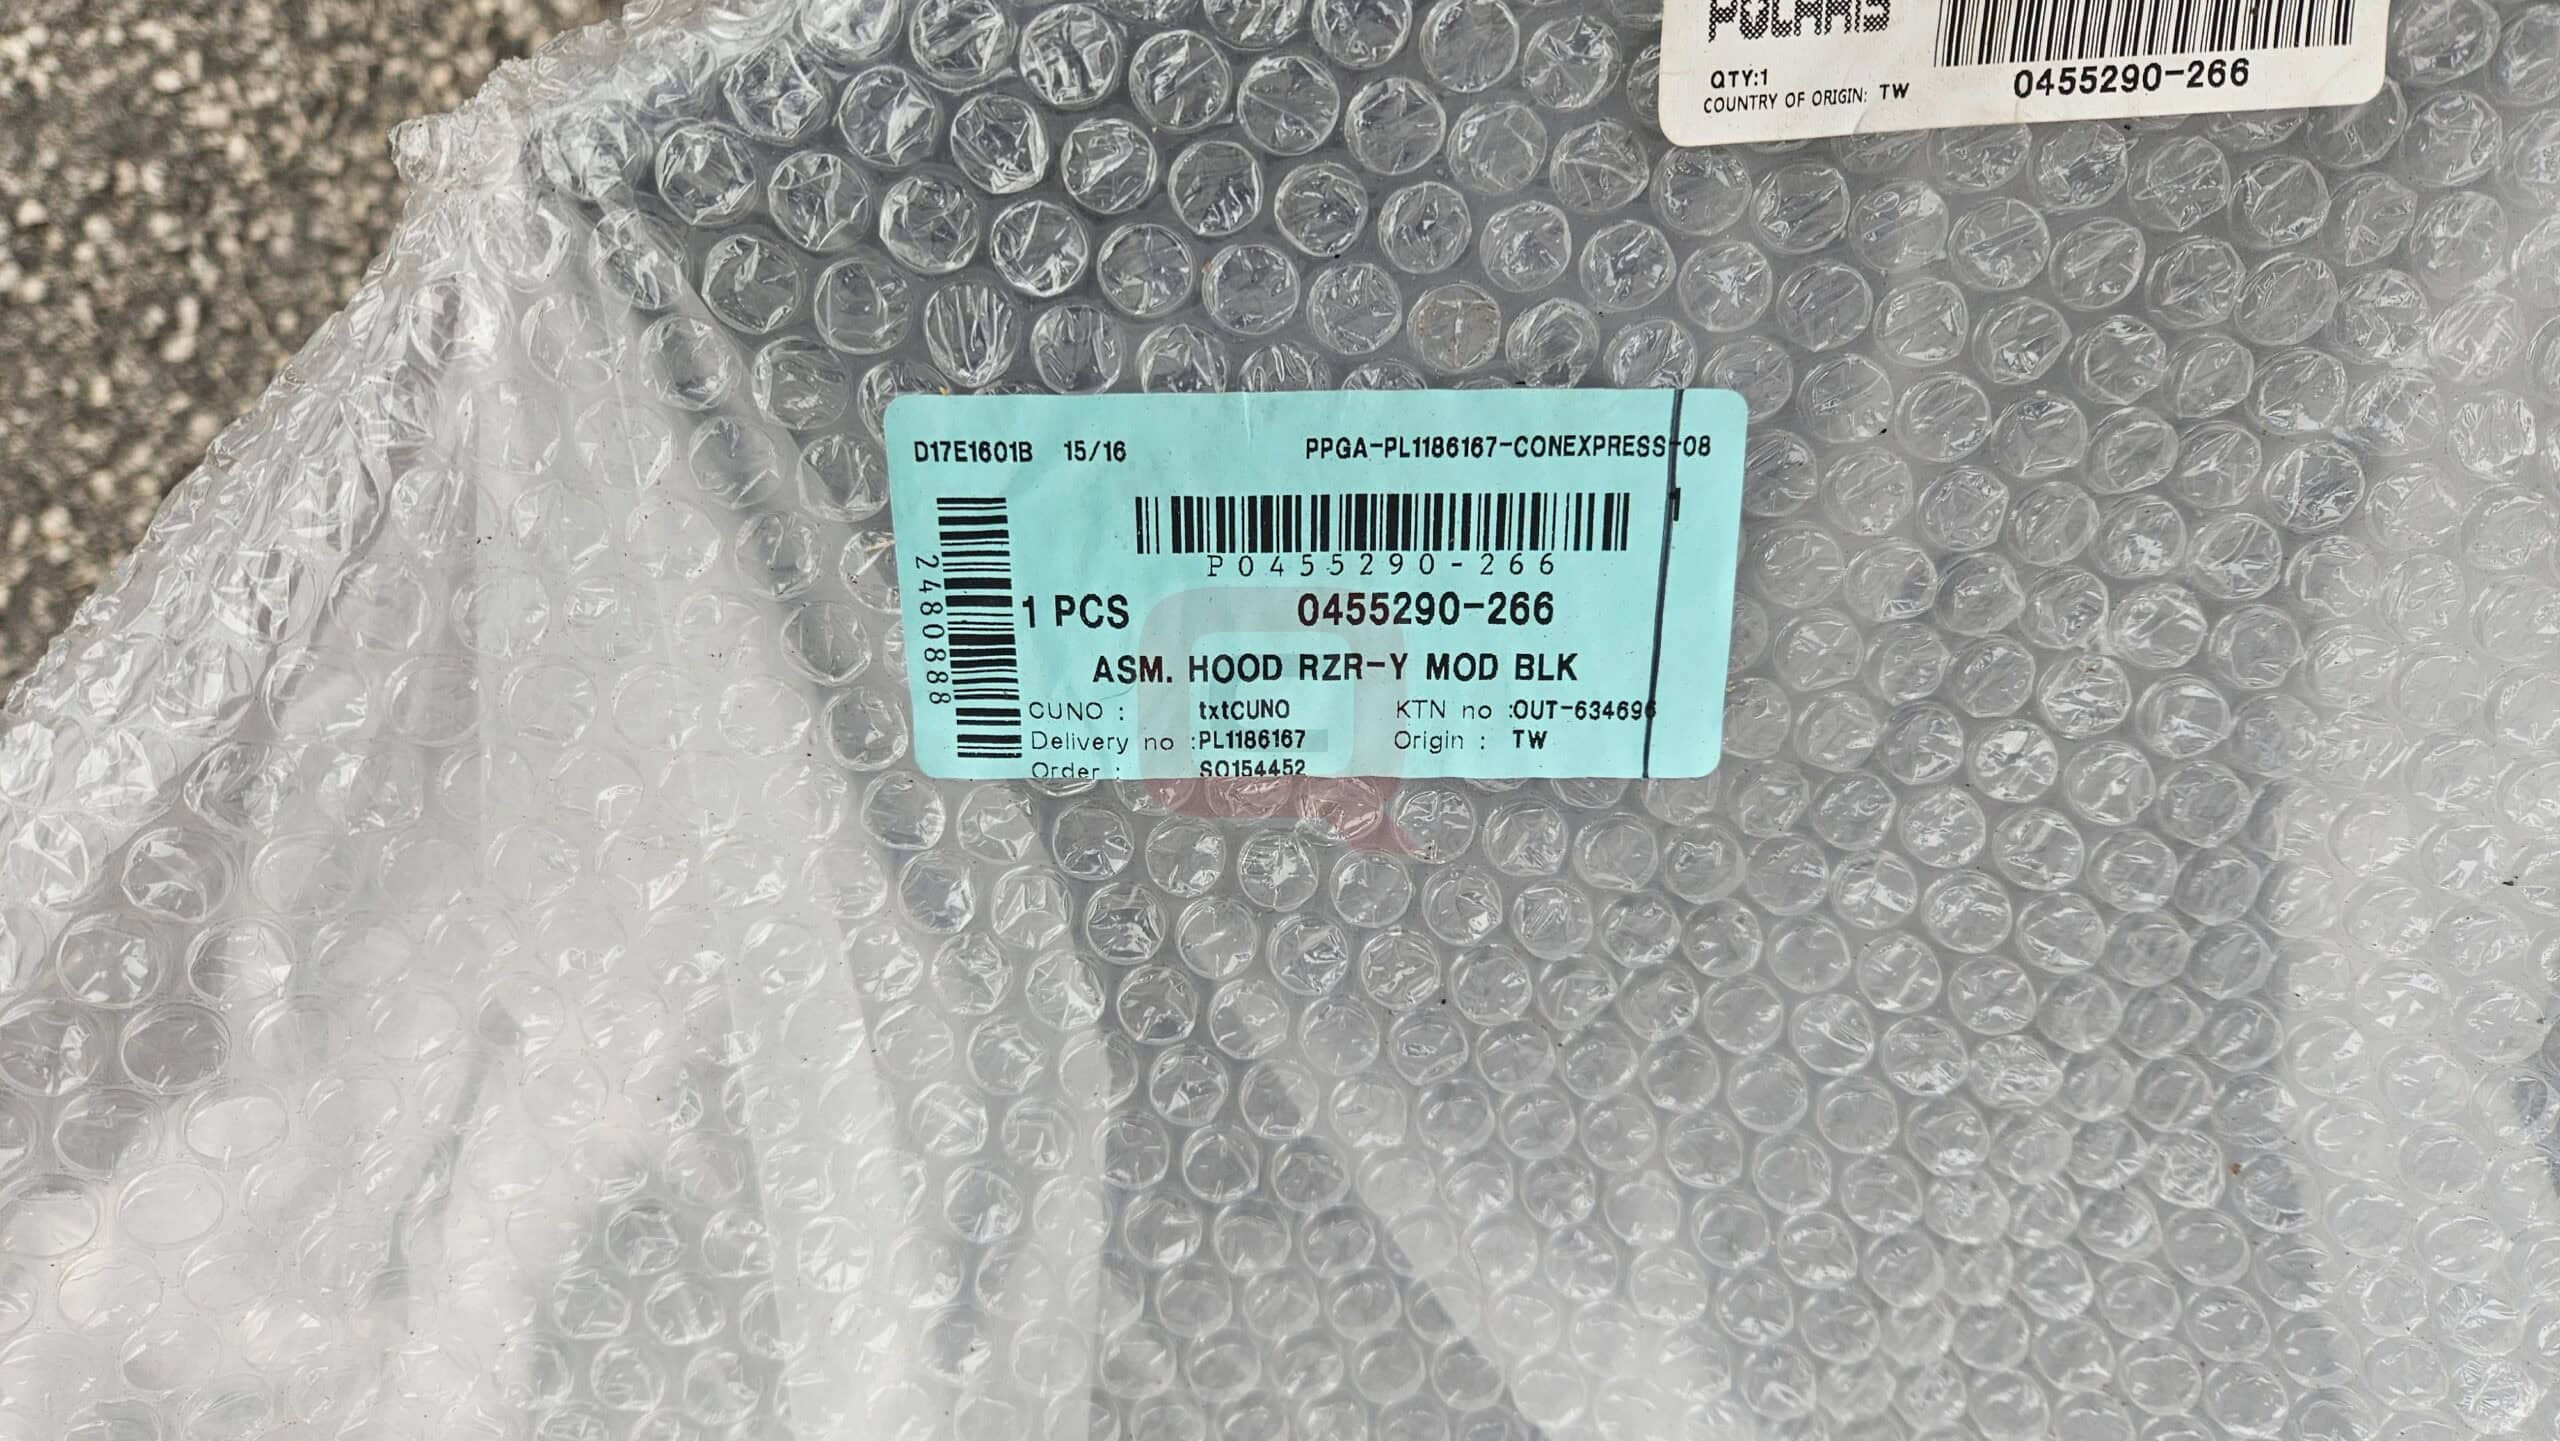 POLARIS
QTY:1
COUNTRY OF ORIGIN: TW
0455290-266
D17E1601B 15/16 PPGA-PL1186167-CONEXPRESS-08
P0455290-266
2480888
1 PCS 0455290-266
ASM. HOOD RZR-Y MOD BLK
CUNO : txtCUNO KTN no :OUT-634696
Delivery no :PL1186167 Origin : TW
Order : SO154452